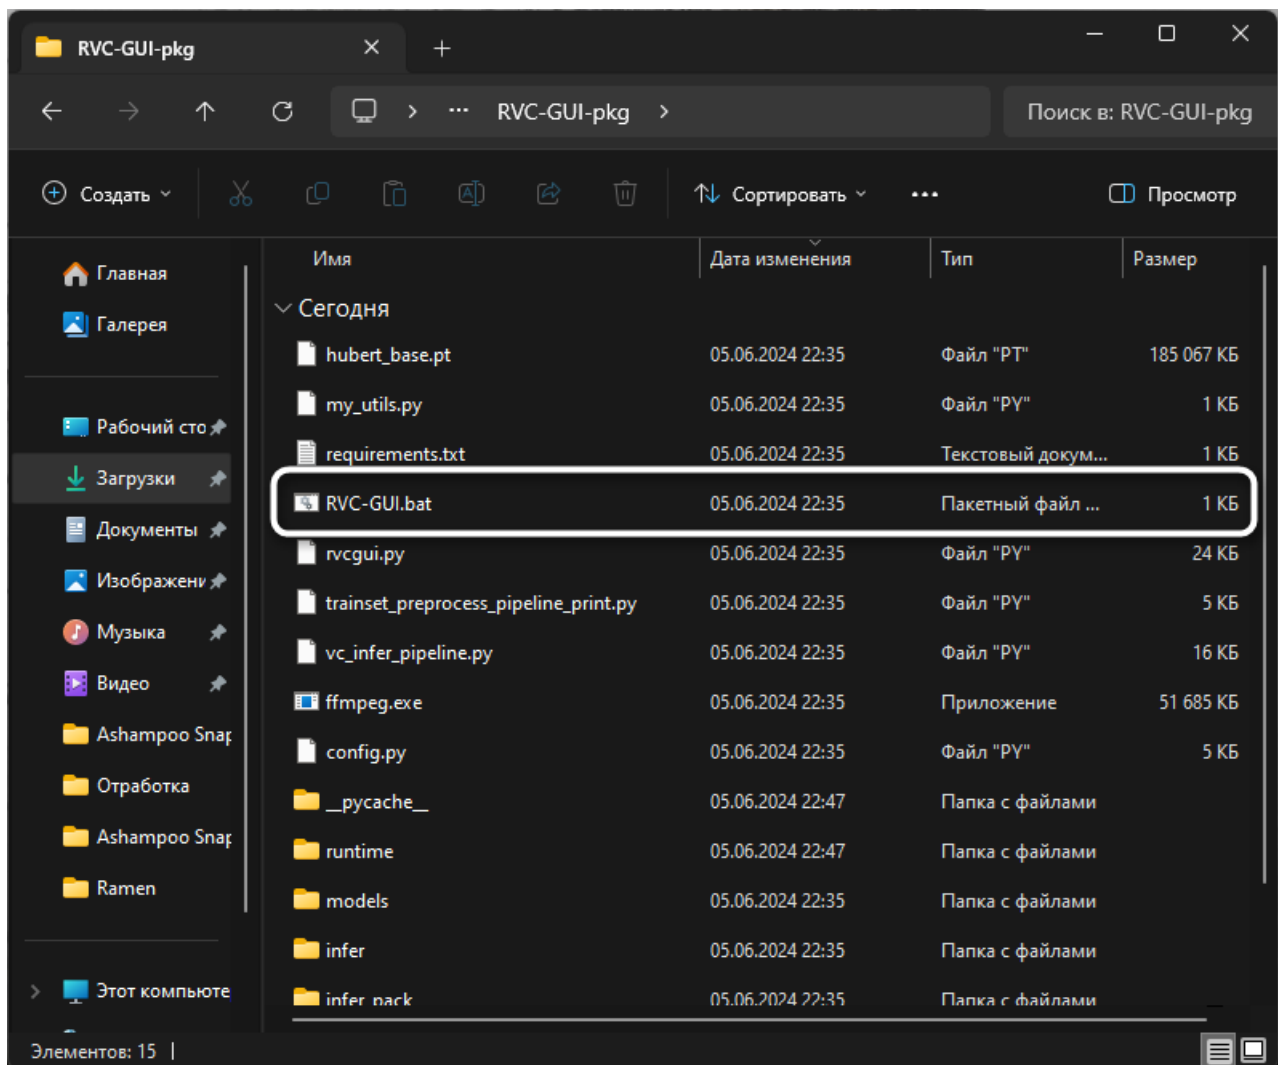 RVC-GUI-pkg
RVC-GUI-pkg
Поиск в: RVC-GUI-pkg
Создать
Сортировать
Просмотр
Главная
Галерея
Рабочий сто
Загрузки
Документы
Изображени
Музыка
Видео
Ashampoo Snap
Отработка
Ashampoo Snap
Ramen
Этот компьюте
Имя Дата изменения Тип Размер
Сегодня
hubert_base.pt 05.06.2024 22:35 Файл "PT" 185 067 КБ
my_utils.py 05.06.2024 22:35 Файл "PY" 1 КБ
requirements.txt 05.06.2024 22:35 Текстовый докум... 1 КБ
RVC-GUI.bat 05.06.2024 22:35 Пакетный файл ... 1 КБ
rvcgui.py 05.06.2024 22:35 Файл "PY" 24 КБ
trainset_preprocess_pipeline_print.py 05.06.2024 22:35 Файл "PY" 5 КБ
vc_infer_pipeline.py 05.06.2024 22:35 Файл "PY" 16 КБ
ffmpeg.exe 05.06.2024 22:35 Приложение 51 685 КБ
config.py 05.06.2024 22:35 Файл "PY" 5 КБ
__pycache__ 05.06.2024 22:47 Папка с файлами
runtime 05.06.2024 22:47 Папка с файлами
models 05.06.2024 22:35 Папка с файлами
infer 05.06.2024 22:35 Папка с файлами
infer_pack 05.06.2024 22:35 Папка с файлами
Элементов: 15